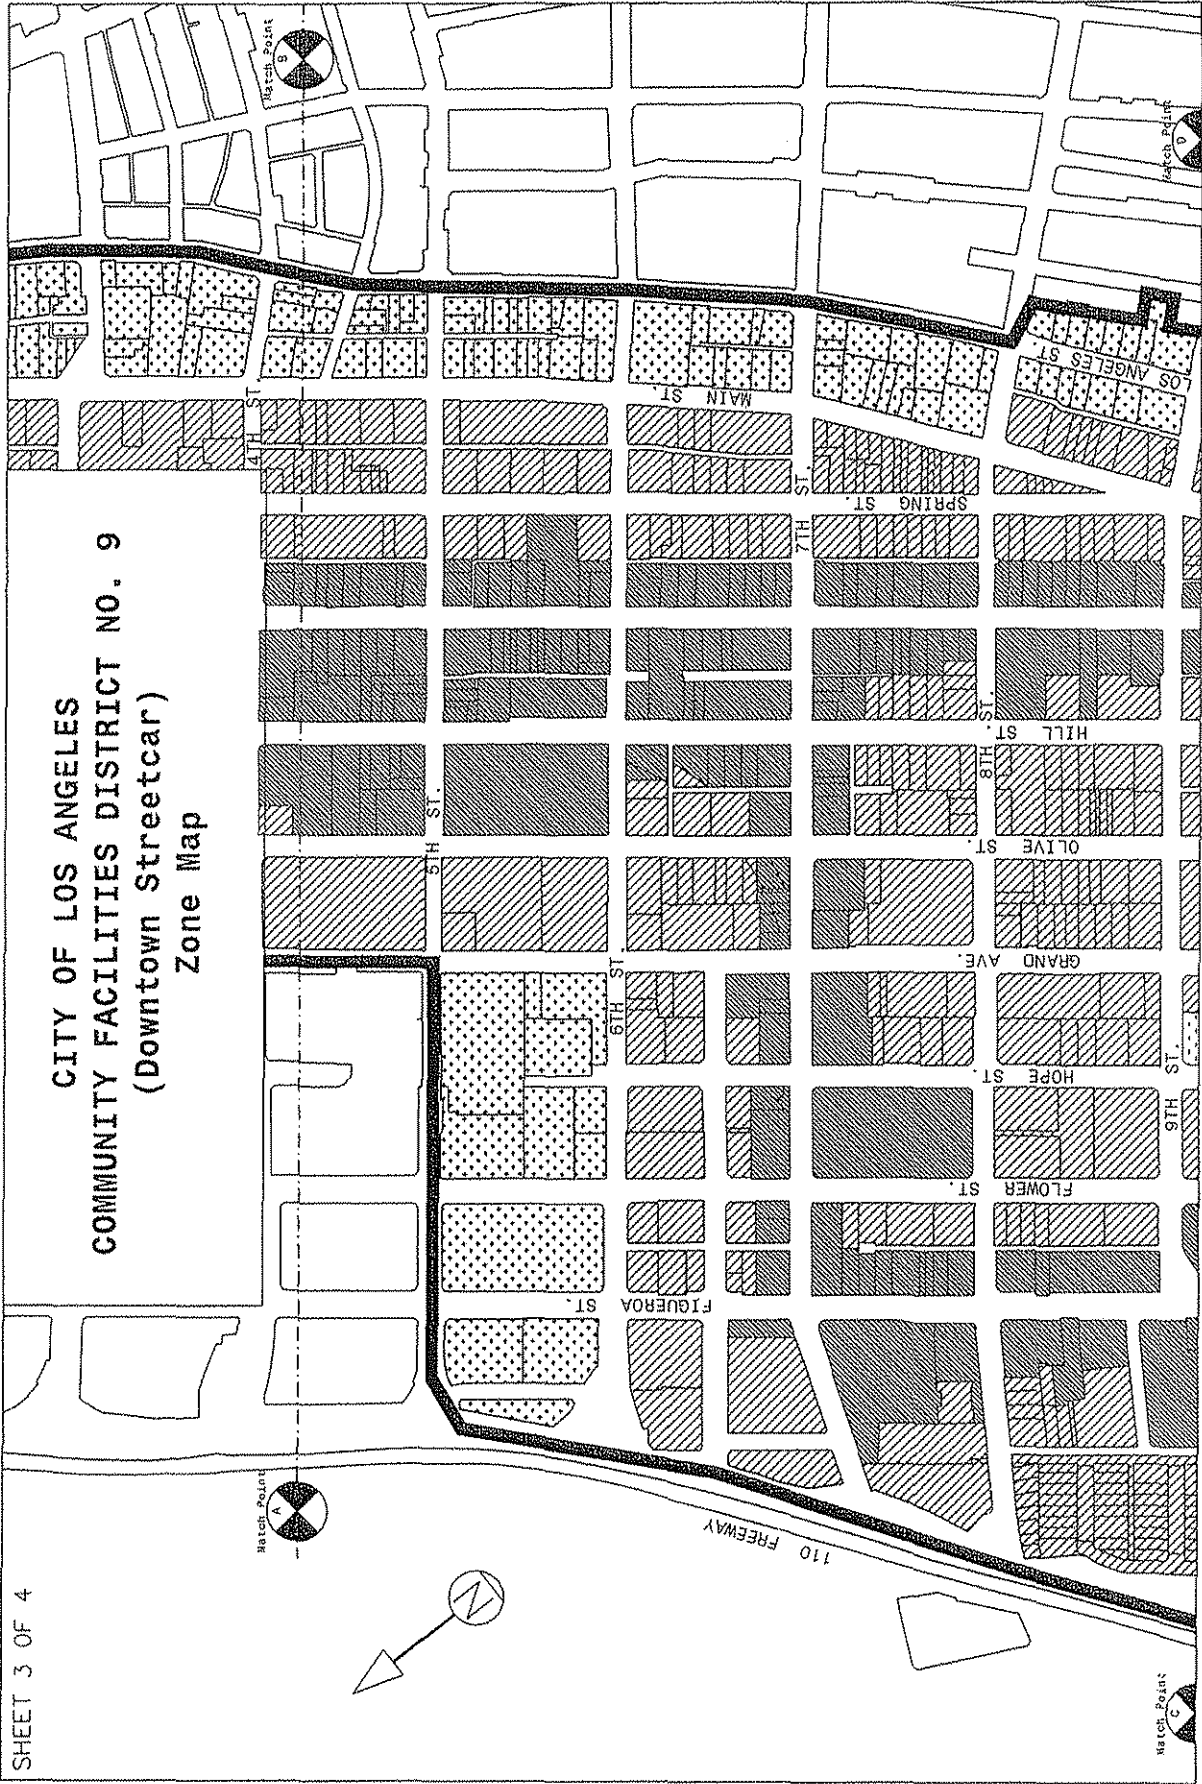 SHEET 3 OF 4
CITY OF LOS ANGELES
COMMUNITY FACILITIES DISTRICT NO. 9
(Downtown Streetcar)
Zone Map
Match Point
A
Match Point
B
N
4TH ST.
5TH ST.
6TH ST.
7TH ST.
8TH ST.
9TH ST.
110 FREEWAY
FIGUEROA ST.
FLOWER ST.
HOPE ST.
GRAND AVE.
OLIVE ST.
HILL ST.
SPRING ST.
MAIN ST.
LOS ANGELES ST
Match Point
C
Match Point
D